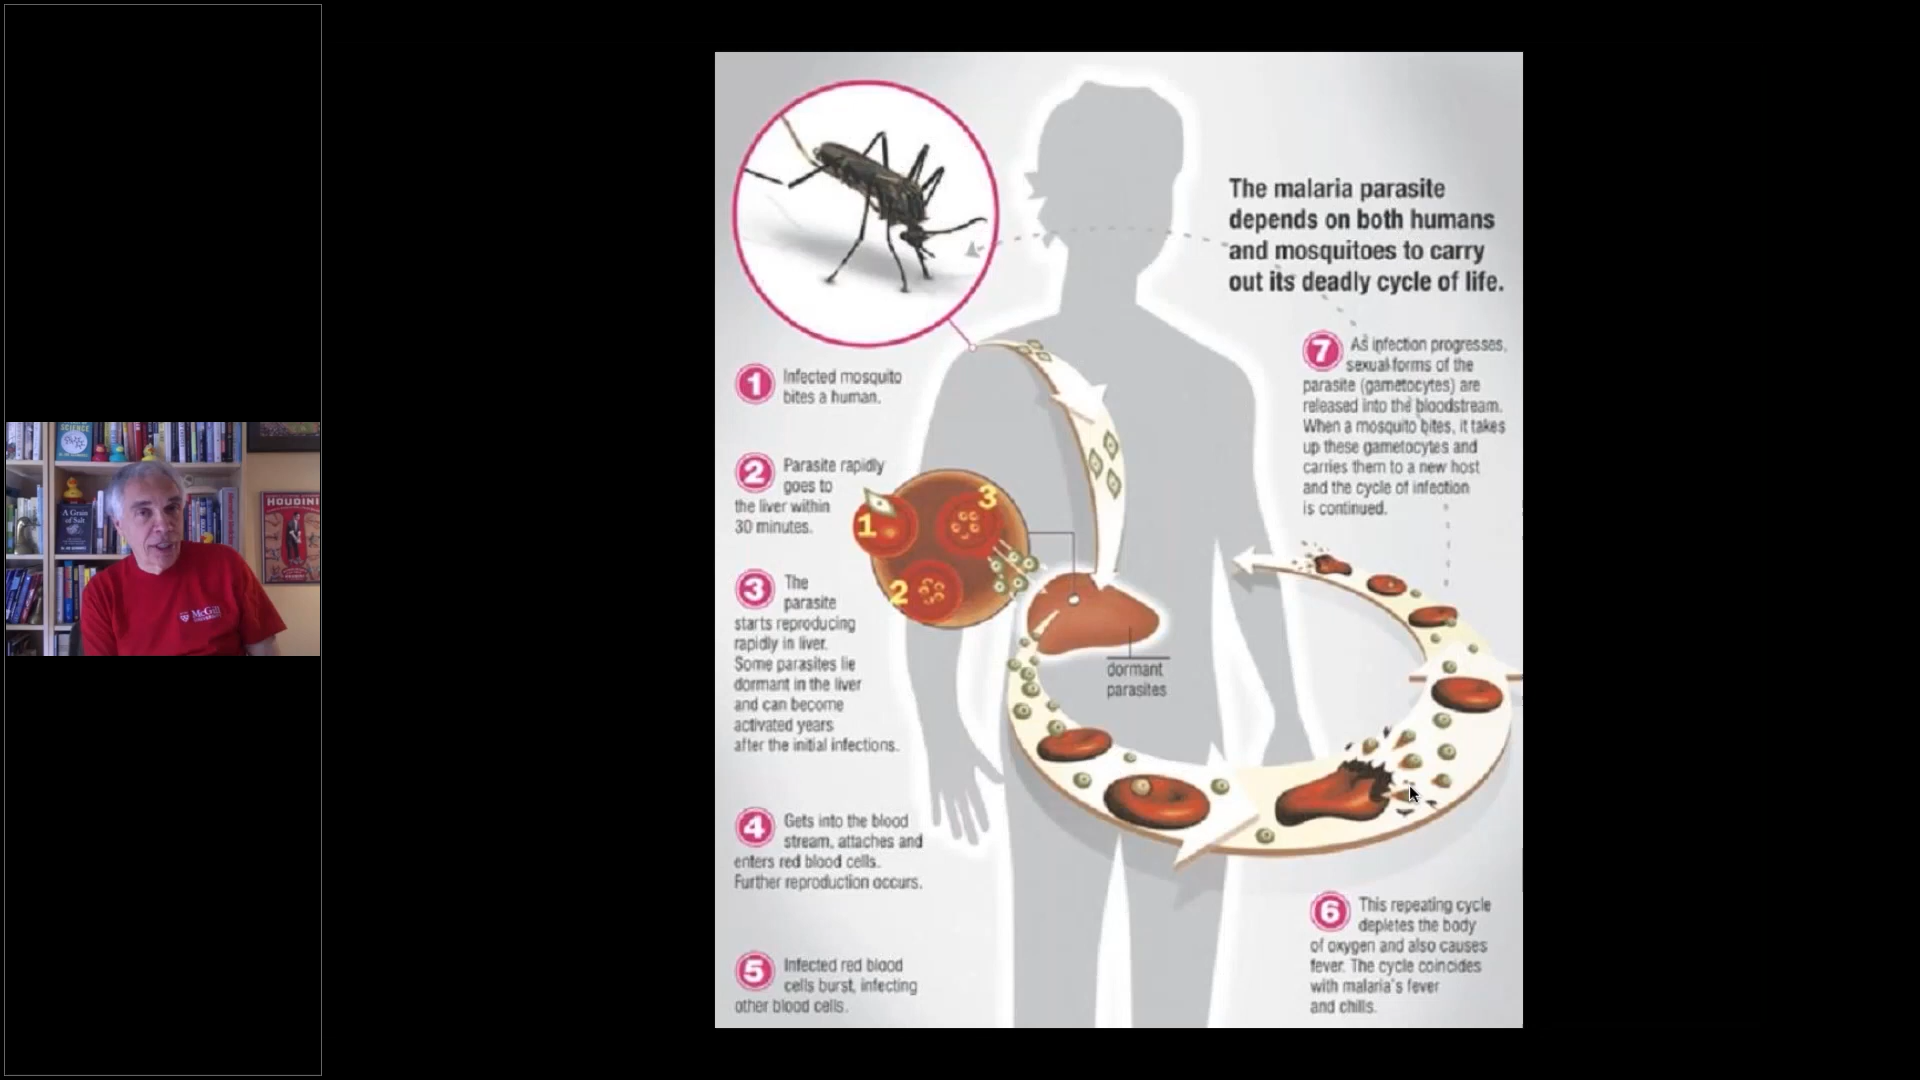 SCIENCE
A Grain
of Salt
HOUDINI
McGill
The malaria parasite
depends on both humans
and mosquitoes to carry
out its deadly cycle of life.
1 Infected mosquito
bites a human.
2 Parasite rapidly
goes to
the liver within
30 minutes.
3 The
parasite
starts reproducing
rapidly in liver.
Some parasites lie
dormant in the liver
and can become
activated years
after the initial infections.
4 Gets into the blood
stream, attaches and
enters red blood cells.
Further reproduction occurs.
5 Infected red blood
cells burst, infecting
other blood cells.
1
3
2
dormant
parasites
7 As infection progresses,
sexual forms of the
parasite (gametocytes) are
released into the bloodstream.
When a mosquito bites, it takes
up these gametocytes and
carries them to a new host
and the cycle of infection
is continued.
6 This repeating cycle
depletes the body
of oxygen and also causes
fever. The cycle coincides
with malaria's fever
and chills.